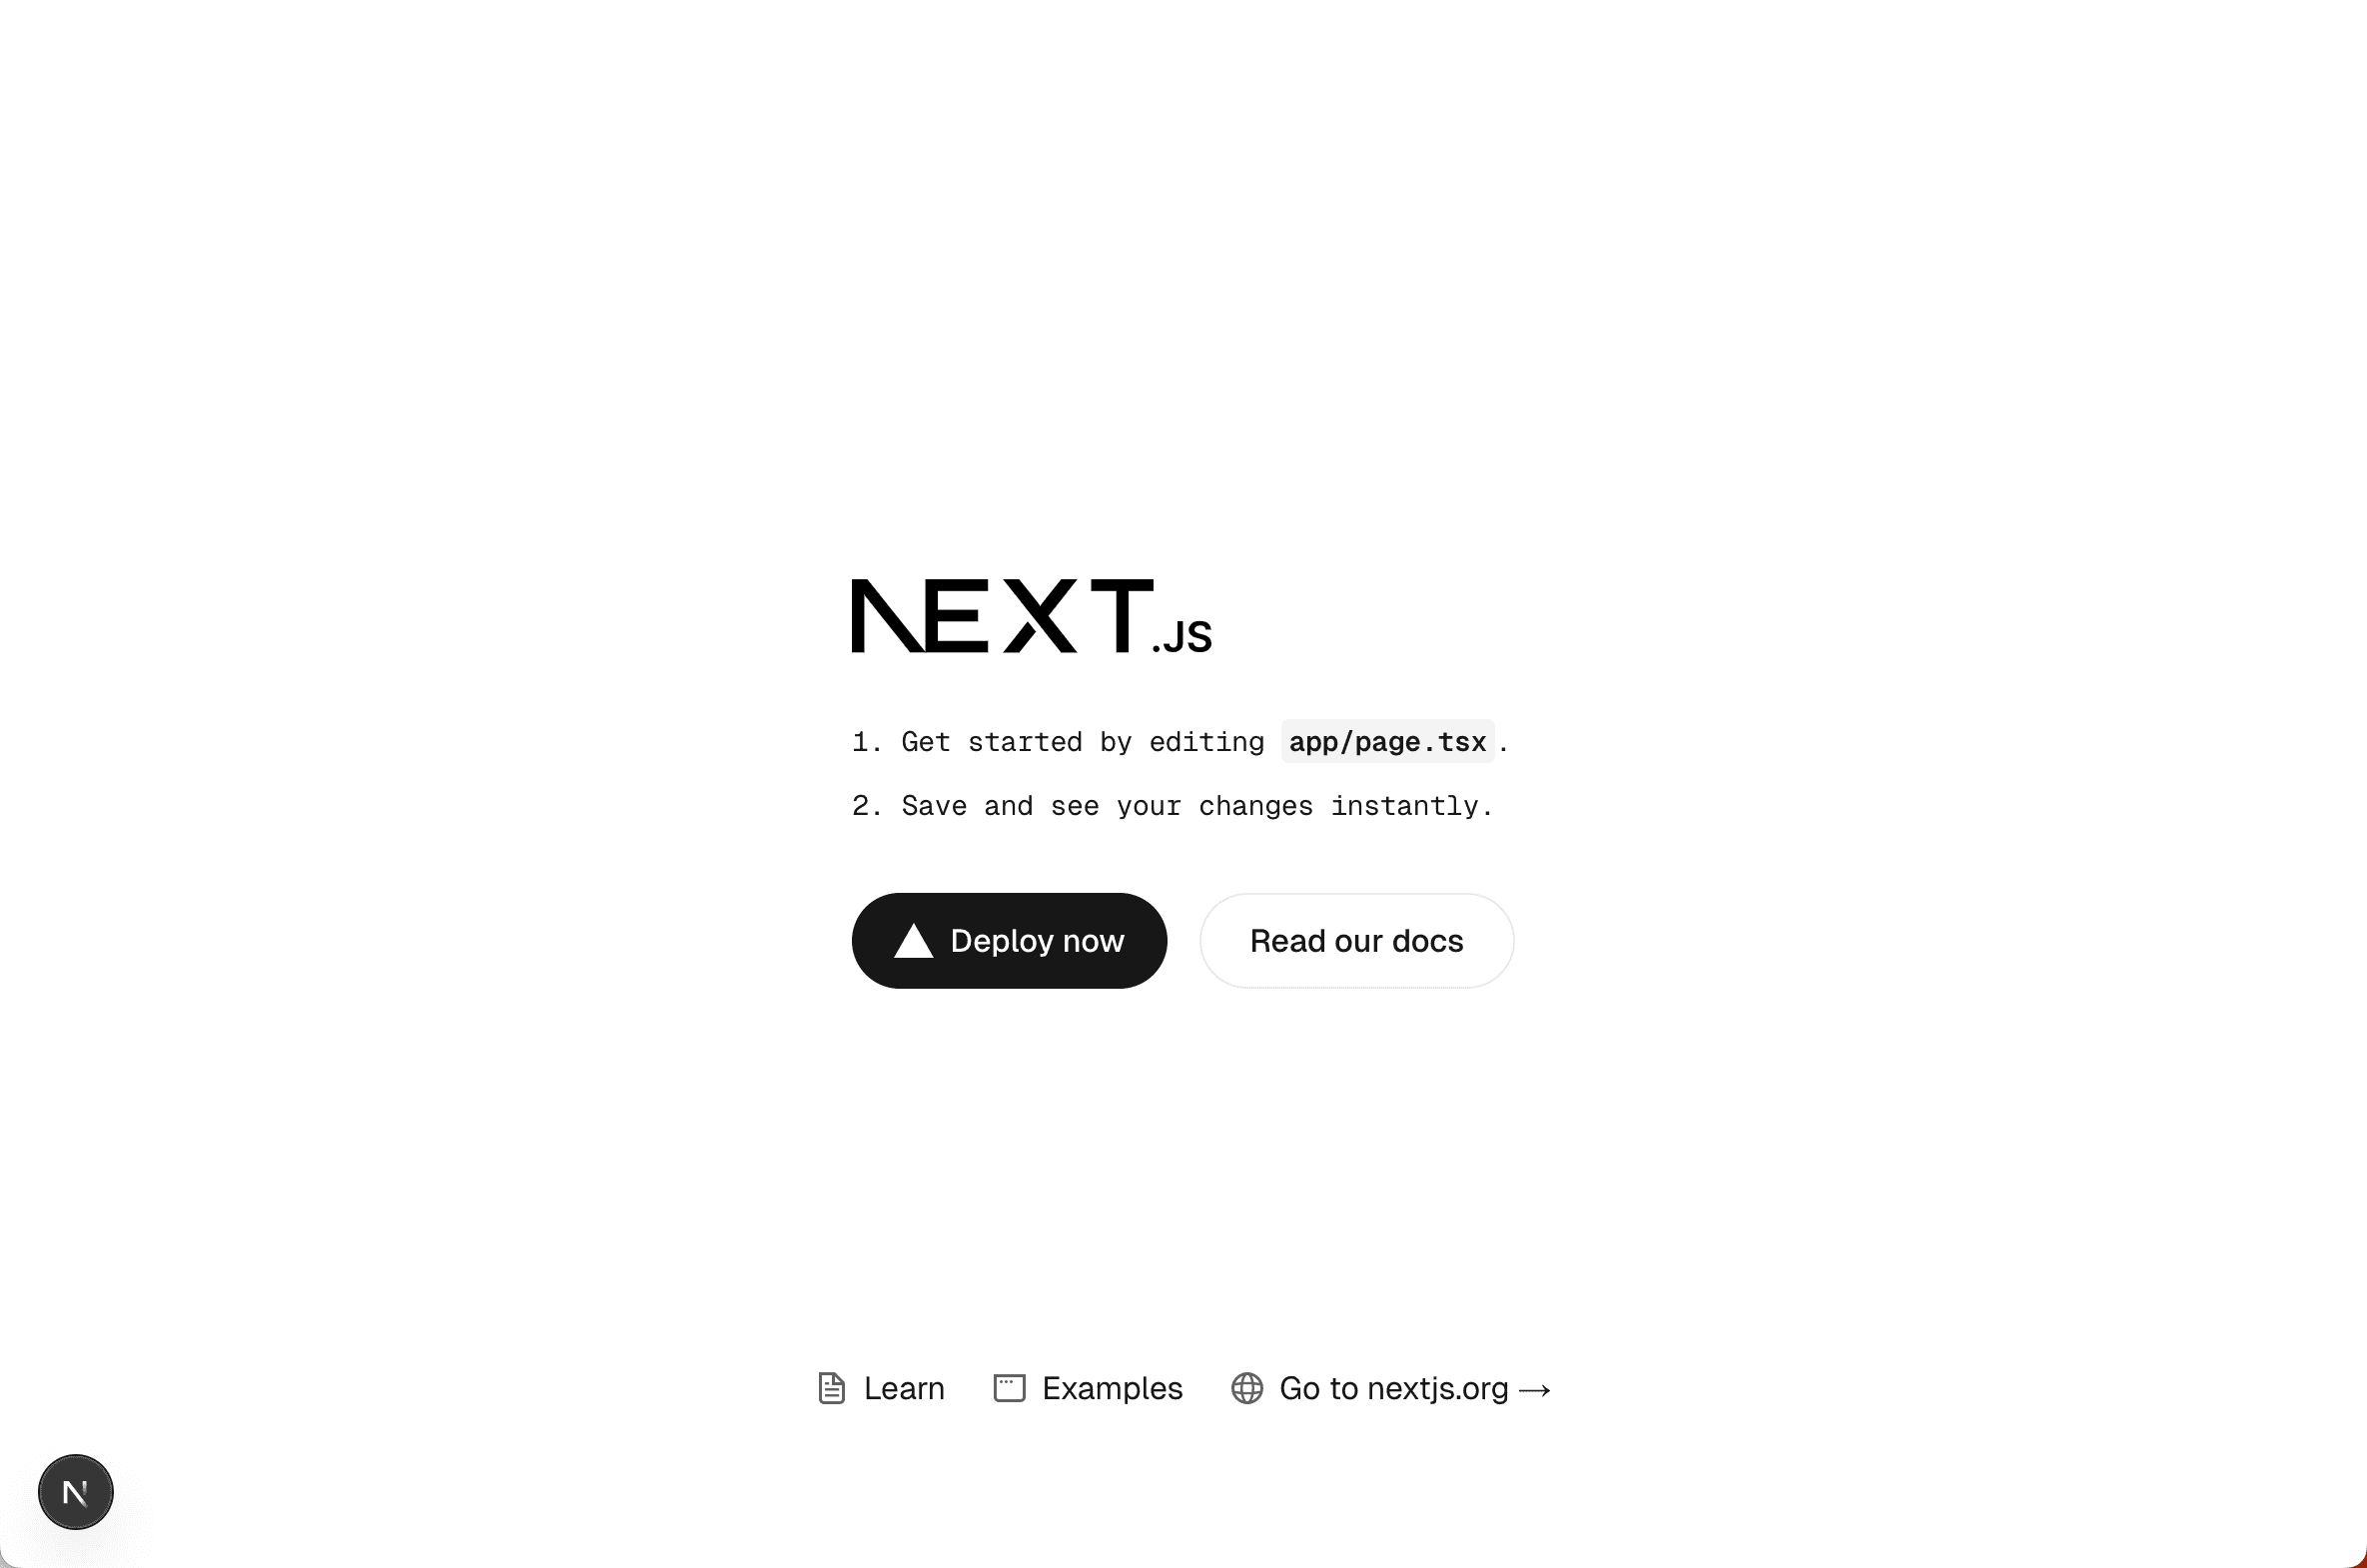 NEXT.JS
1. Get started by editing app/page.tsx.
2. Save and see your changes instantly.
Deploy now
Read our docs
Learn
Examples
Go to nextjs.org →
N